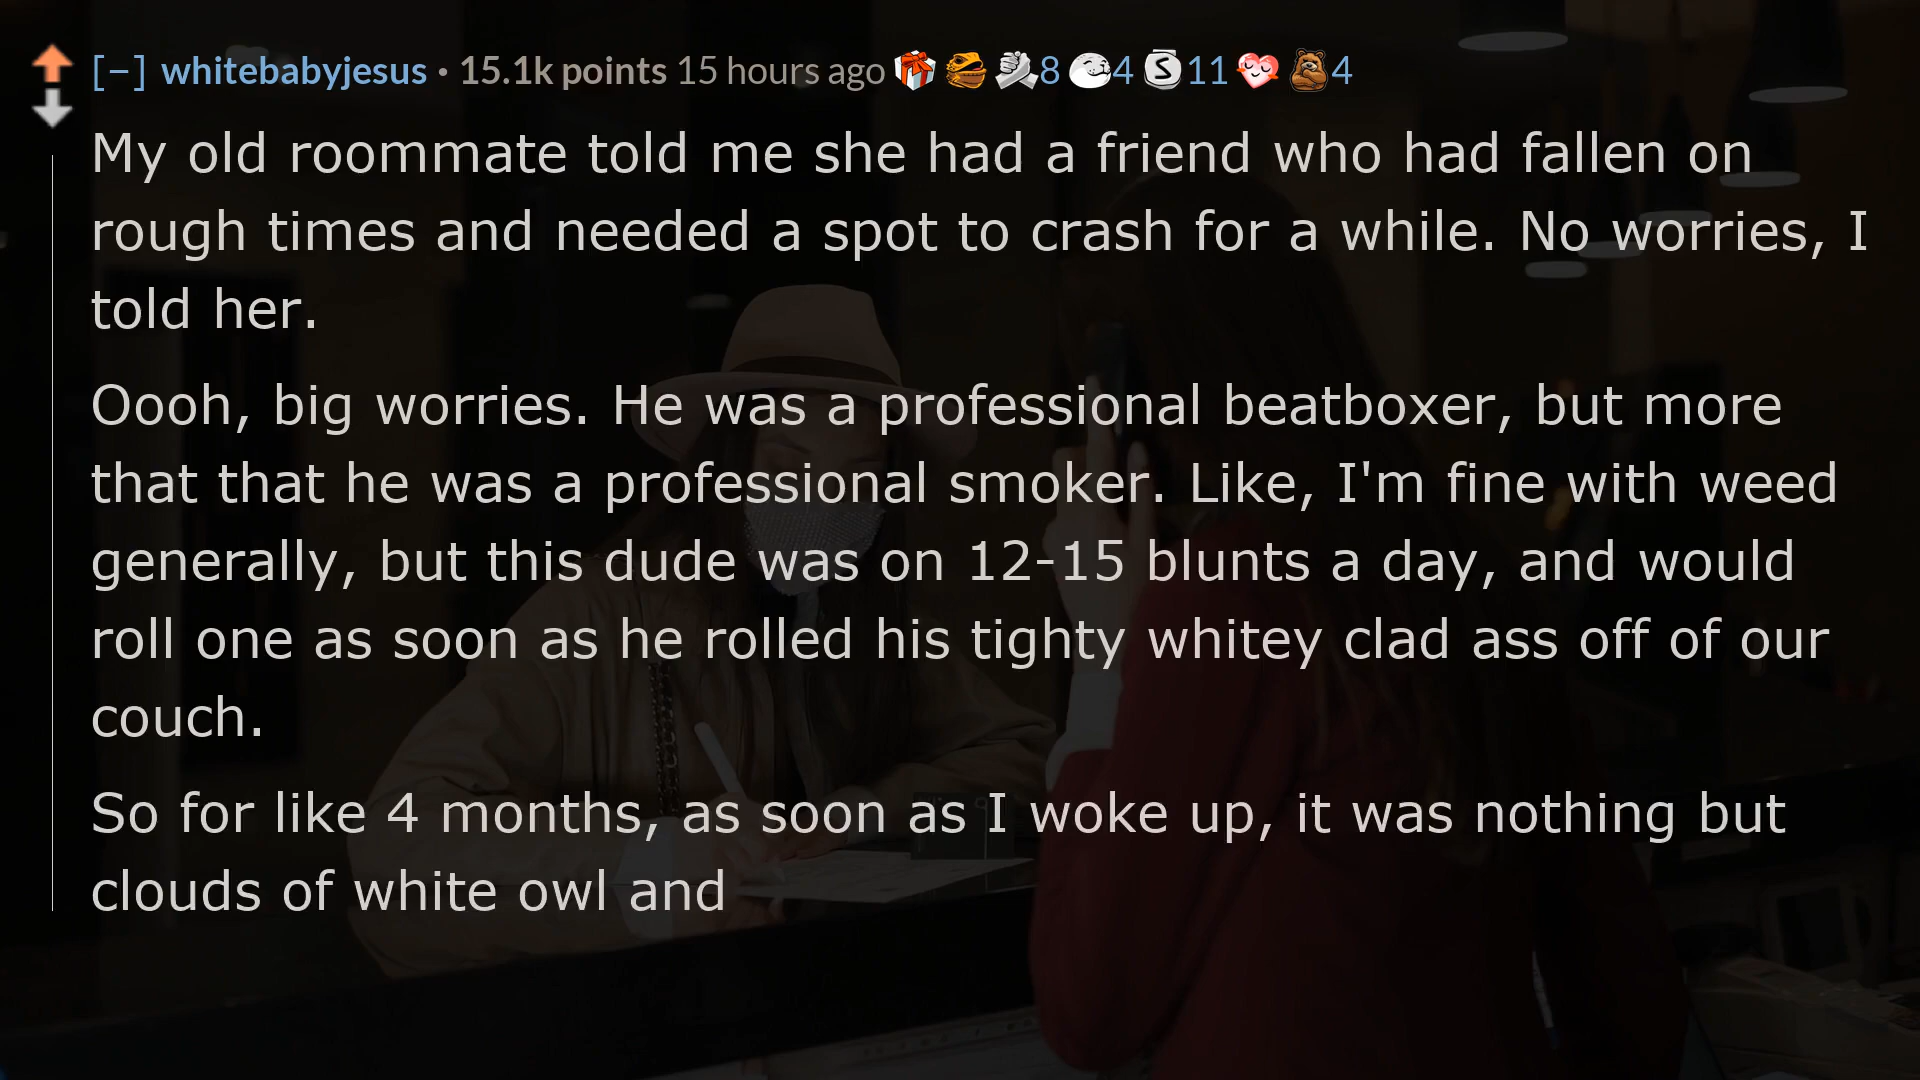 [−] whitebabyjesus • 15.1k points 15 hours ago 8 4 S 11 4
My old roommate told me she had a friend who had fallen on
rough times and needed a spot to crash for a while. No worries, I
told her.
Oooh, big worries. He was a professional beatboxer, but more
that that he was a professional smoker. Like, I'm fine with weed
generally, but this dude was on 12-15 blunts a day, and would
roll one as soon as he rolled his tighty whitey clad ass off of our
couch.
So for like 4 months, as soon as I woke up, it was nothing but
clouds of white owl and